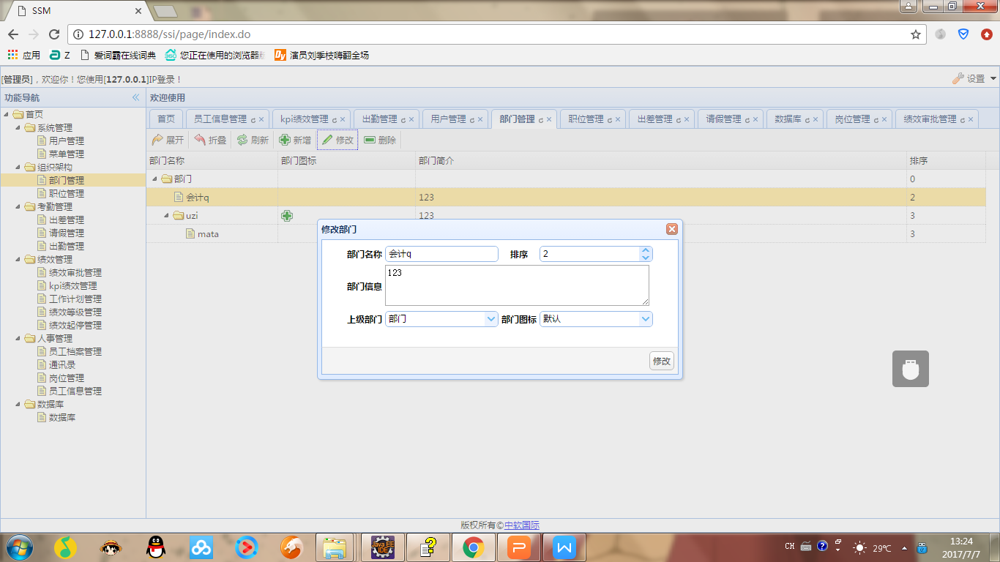 SSM
127.0.0.1:8888/ssi/page/index.do
应用 Z 爱词霸在线词典 您正在使用的浏览器 演员刘季枝嗨翻全场
[管理员]，欢迎你！您使用[127.0.0.1]IP登录！ 设置
功能导航
首页
系统管理
用户管理
菜单管理
组织架构
部门管理
职位管理
考勤管理
出差管理
请假管理
出勤管理
绩效管理
绩效审批管理
kpi绩效管理
工作计划管理
绩效等级管理
绩效起停管理
人事管理
员工档案管理
通讯录
岗位管理
员工信息管理
数据库
数据库
欢迎使用
首页 员工信息管理 kpi绩效管理 出勤管理 用户管理 部门管理 职位管理 出差管理 请假管理 数据库 岗位管理 绩效审批管理
展开 折叠 刷新 新增 修改 删除
部门名称 部门图标 部门简介 排序
部门 0
会计q 123 2
uzi 123 3
mata 3
修改部门
部门名称 会计q 排序 2
部门信息 123
上级部门 部门 部门图标 默认
修改
版权所有©中软国际
Java EE IDE
CH 29℃ 13:24
2017/7/7